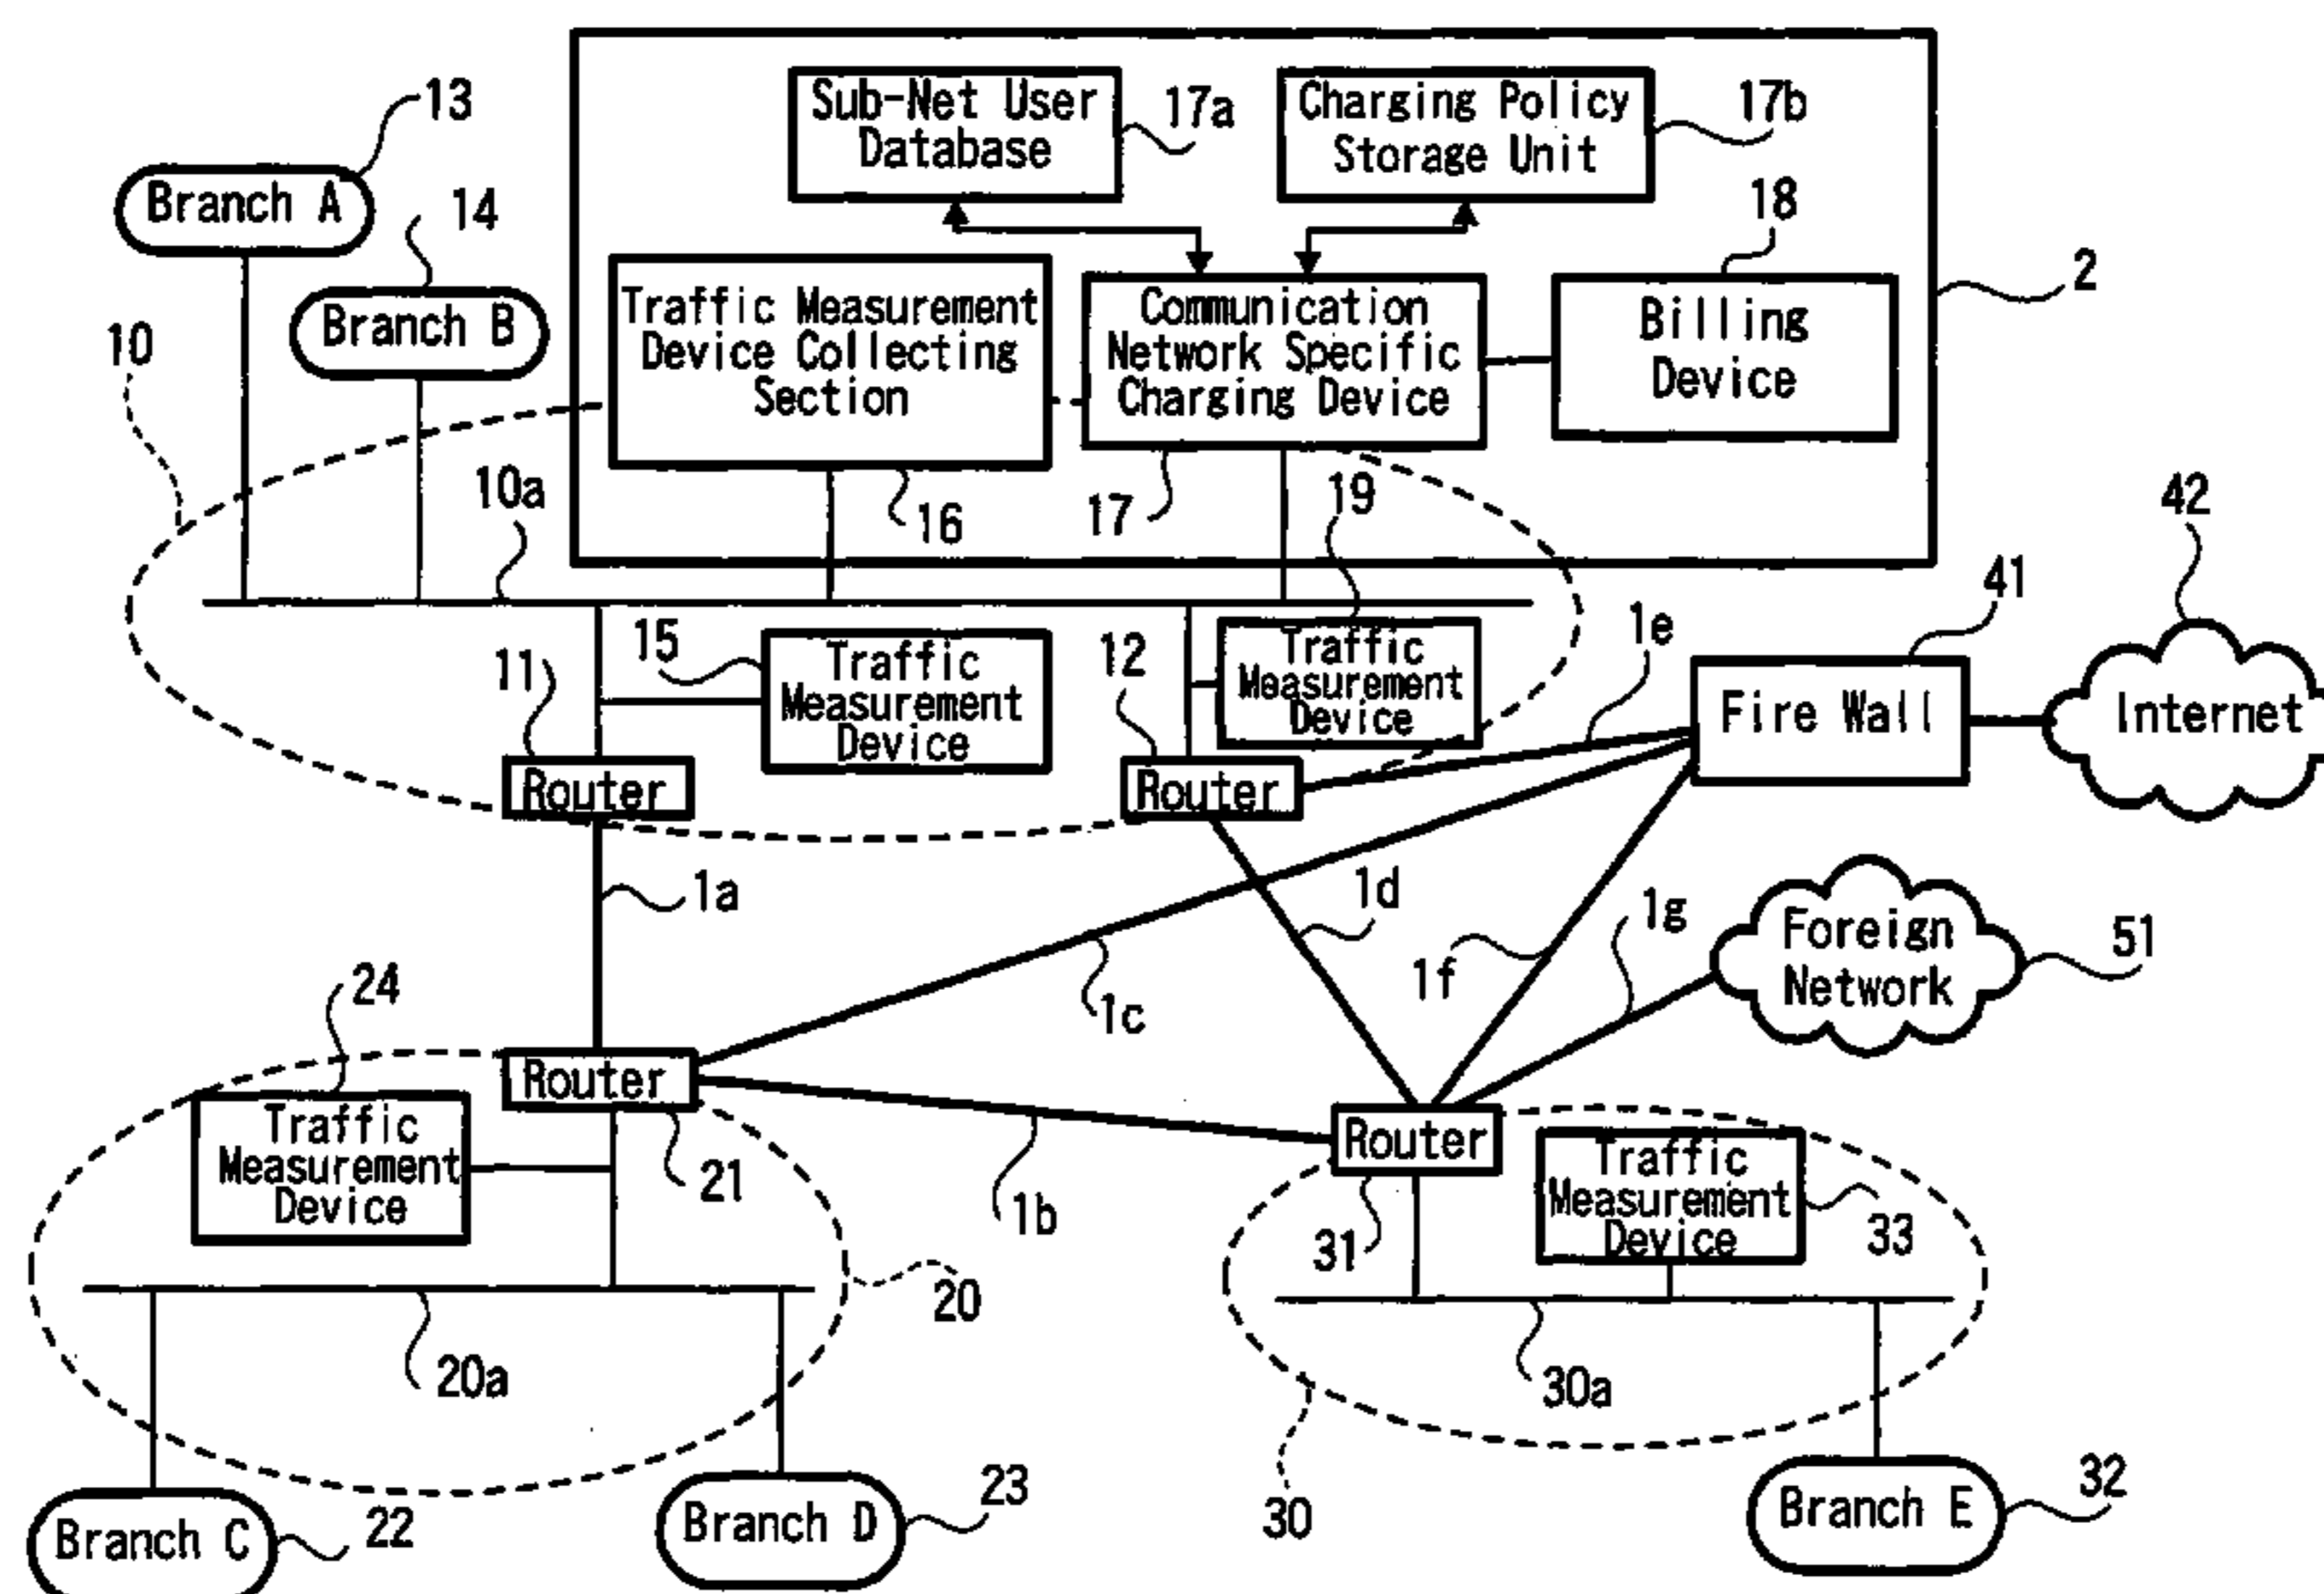 Sub-Net User
Database
17a
Charging Policy
Storage Unit
17b
13
Branch A
14
Branch B
10
18
2
Traffic Measurement
Device Collecting
Section
Communication
Network Specific
Charging Device
Billing
Device
10a
16
17
19
42
41
15
Traffic
Measurement
Device
11
Router
12
Traffic
Measurement
Device
1e
Fire Wall
Internet
Router
1a
1d
1g
Foreign
Network
51
1f
1c
24
Router
Traffic
Measurement
Device
21
1b
Router
31
Traffic
Measurement
Device
33
20
20a
30a
30
Branch C
22
Branch D
23
Branch E
32